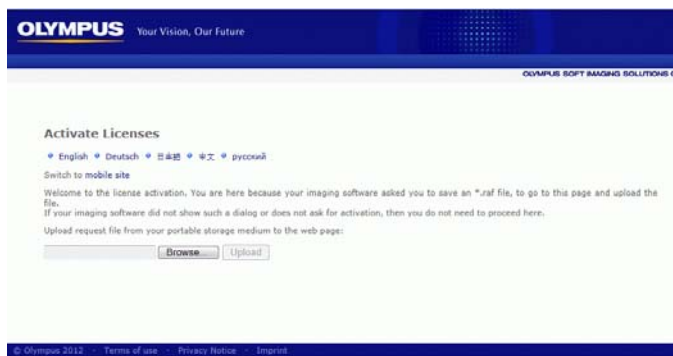 OLYMPUS Your Vision, Our Future
OLYMPUS SOFT IMAGING SOLUTIONS
Activate Licenses
English Deutsch 日本語 中文 русский
Switch to mobile site
Welcome to the license activation. You are here because your imaging software asked you to save an *.raf file, to go to this page and upload the
file.
If your imaging software did not show such a dialog or does not ask for activation, then you do not need to proceed here.
Upload request file from your portable storage medium to the web page:
Browse... Upload
© Olympus 2012 · Terms of use · Privacy Notice · Imprint